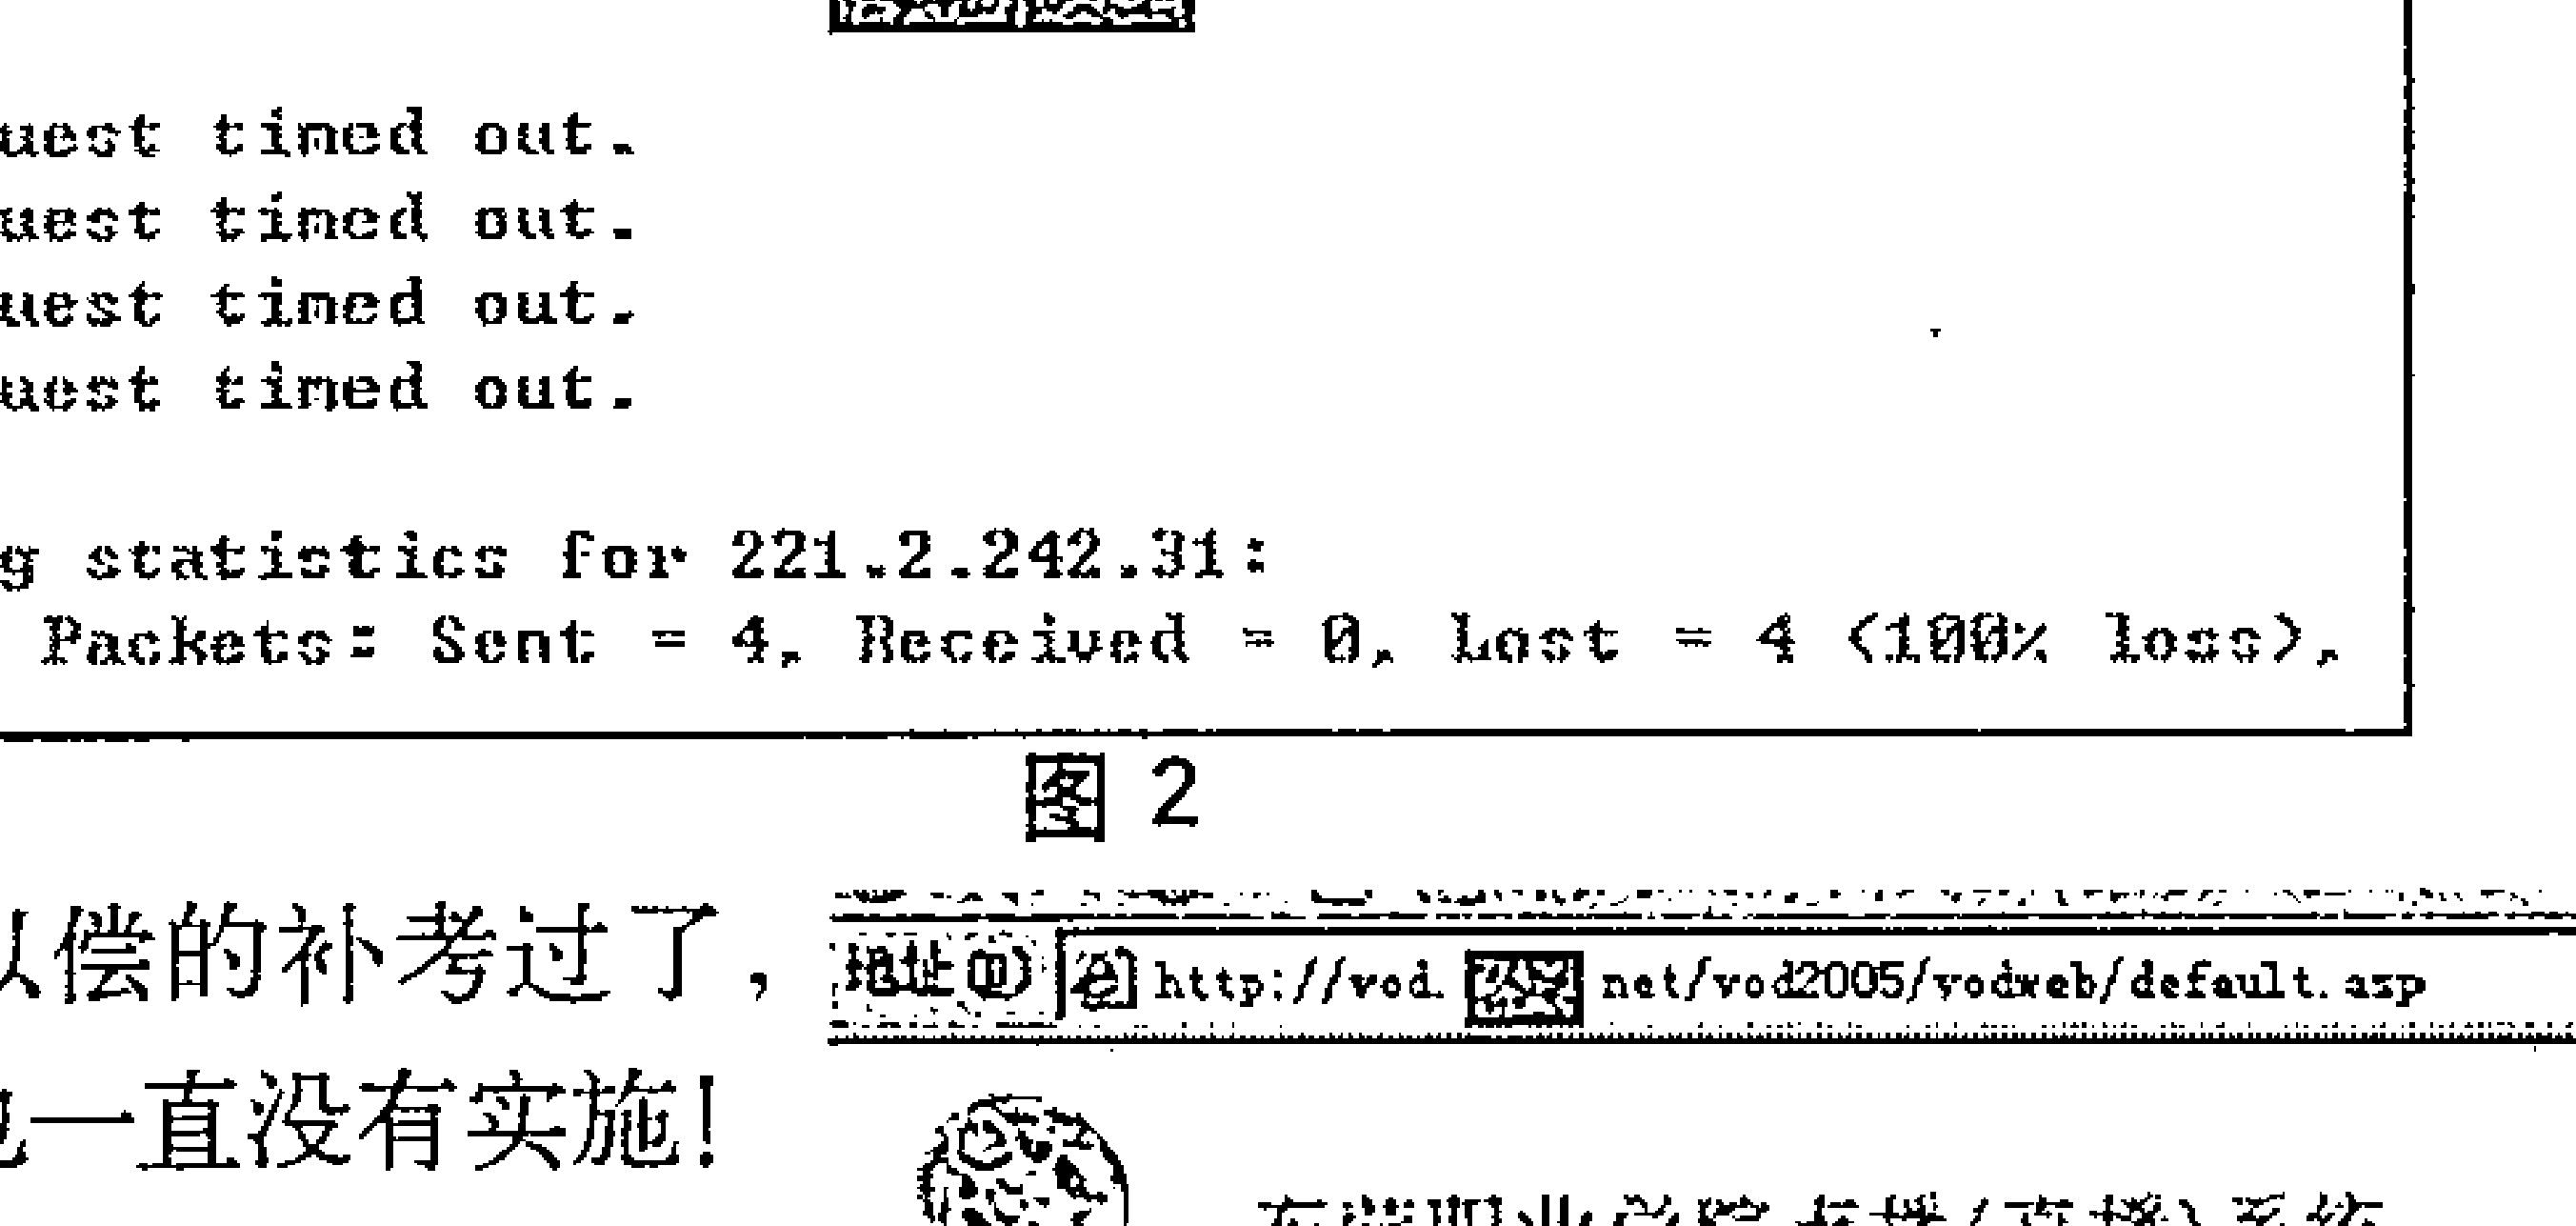 uest timed out.
uest timed out.
uest timed out.
uest timed out.
g statistics for 221.2.242.31:
Packets: Sent = 4, Received = 0, Lost = 4 (100% loss),
图 2
以偿的补考过了，
也一直没有实施！
地址(D) http://vod. net/vod2005/vodweb/default.asp